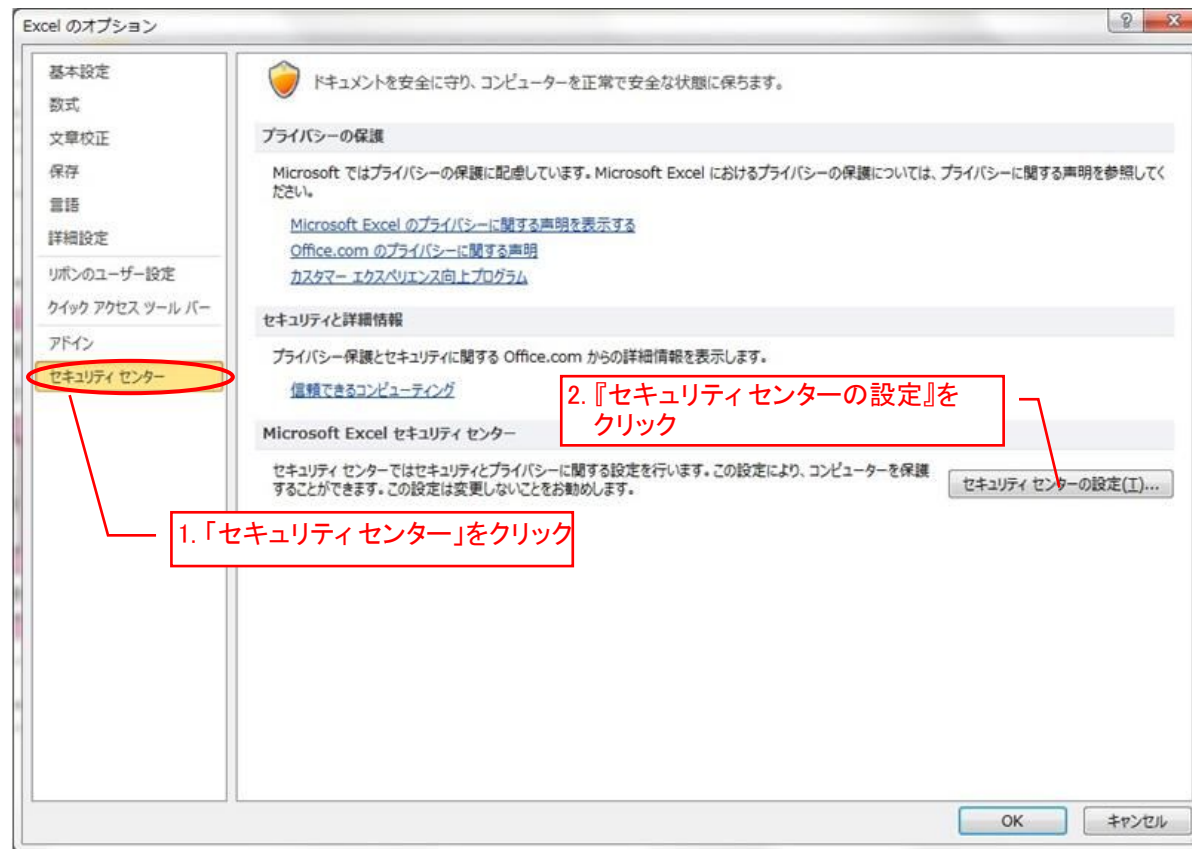 Excel のオプション
基本設定
数式
文章校正
保存
言語
詳細設定
リボンのユーザー設定
クイック アクセス ツール バー
アドイン
セキュリティ センター
ドキュメントを安全に守り、コンピューターを正常で安全な状態に保ちます。
プライバシーの保護
Microsoft ではプライバシーの保護に配慮しています。Microsoft Excel におけるプライバシーの保護については、プライバシーに関する声明を参照してく
ださい。
Microsoft Excel のプライバシーに関する声明を表示する
Office.com のプライバシーに関する声明
カスタマー エクスペリエンス向上プログラム
セキュリティと詳細情報
プライバシー保護とセキュリティに関する Office.com からの詳細情報を表示します。
信頼できるコンピューティング
2.『セキュリティ センターの設定』を
クリック
Microsoft Excel セキュリティ センター
セキュリティ センターではセキュリティとプライバシーに関する設定を行います。この設定により、コンピューターを保護
することができます。この設定は変更しないことをお勧めします。
セキュリティ センターの設定(T)...
1.「セキュリティ センター」をクリック
OK
キャンセル